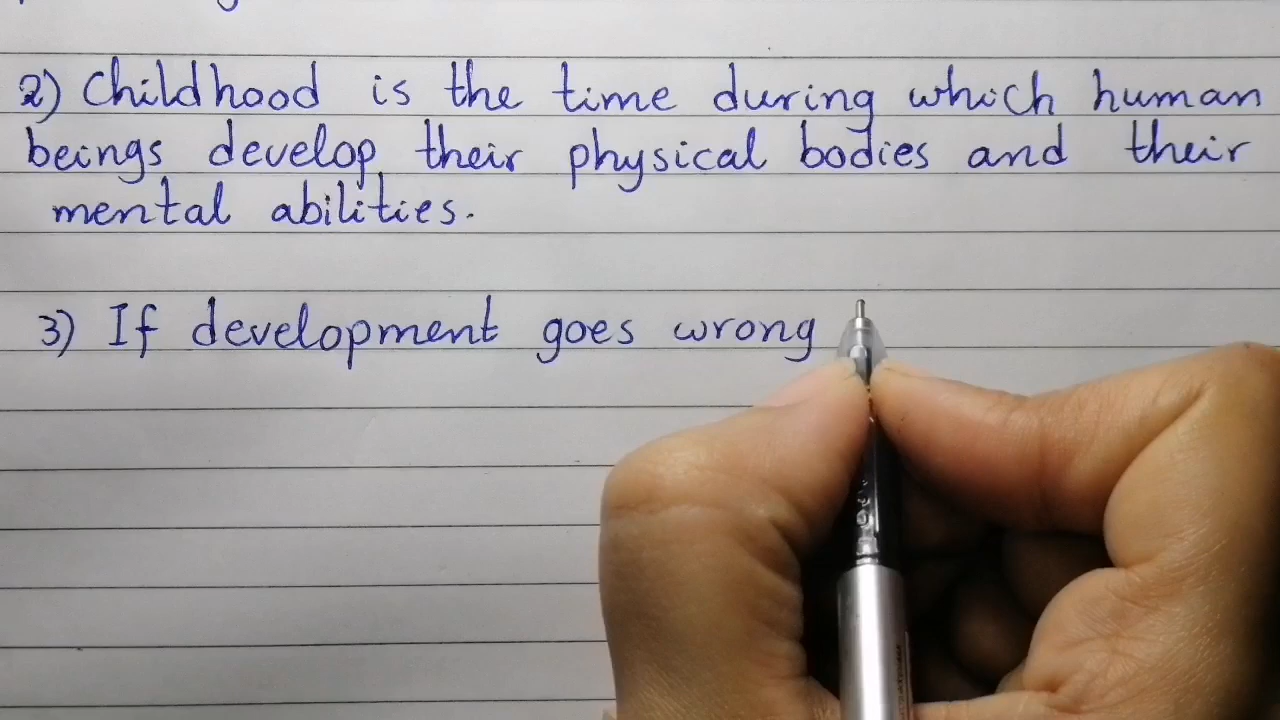 2) Childhood is the time during which human
beings develop their physical bodies and their
mental abilities.
3) If development goes wrong